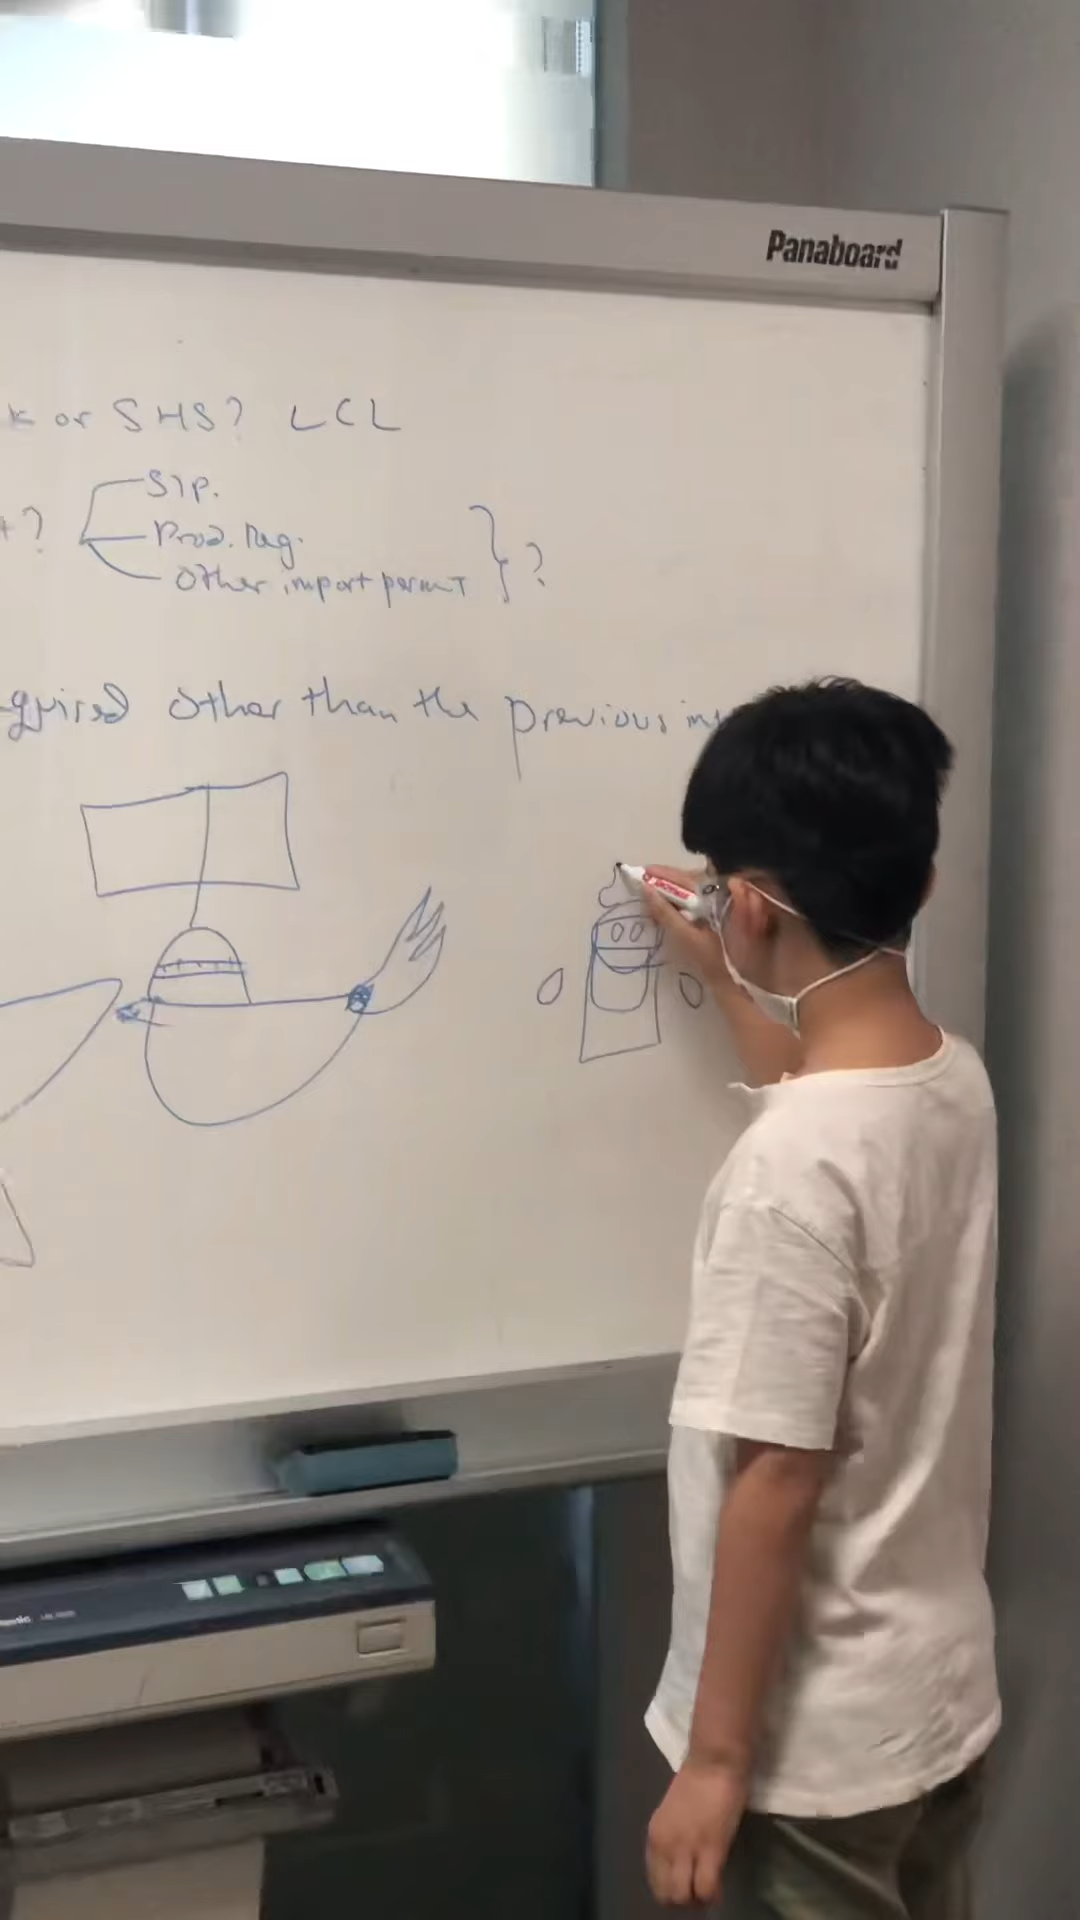 Panaboard
or SHS? LCL
SIP.
Prod. Reg.
? Other import permit } ?
other than the previous